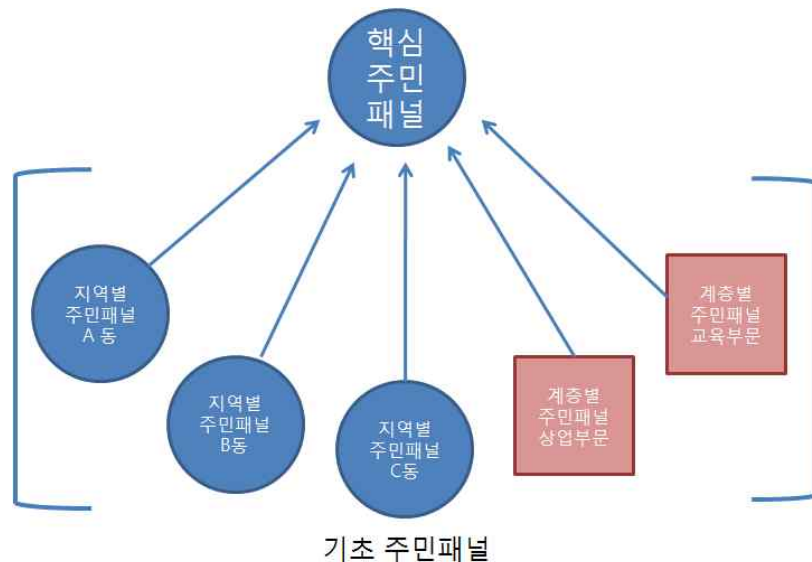 핵심
주민
패널
지역별
주민패널
A 동
지역별
주민패널
B동
지역별
주민패널
C동
계층별
주민패널
상업부문
계층별
주민패널
교육부문
기초 주민패널